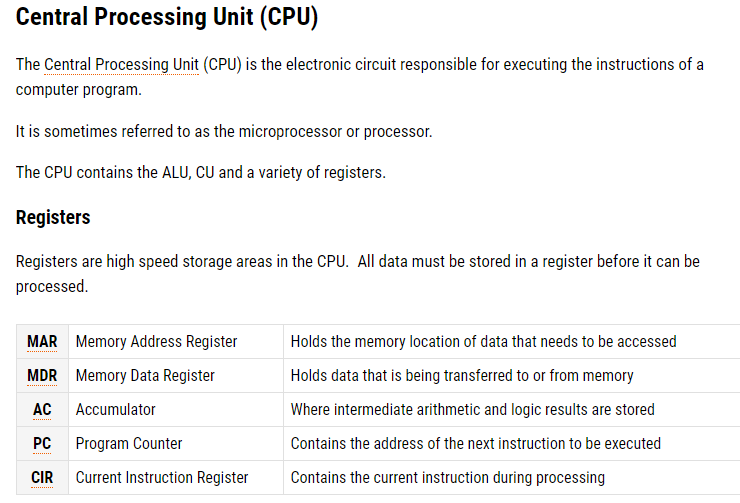 Central Processing Unit (CPU)
The Central Processing Unit (CPU) is the electronic circuit responsible for executing the instructions of a
computer program.
It is sometimes referred to as the microprocessor or processor.
The CPU contains the ALU, CU and a variety of registers.
Registers
Registers are high speed storage areas in the CPU.  All data must be stored in a register before it can be
processed.
MAR Memory Address Register Holds the memory location of data that needs to be accessed
MDR Memory Data Register Holds data that is being transferred to or from memory
AC Accumulator Where intermediate arithmetic and logic results are stored
PC Program Counter Contains the address of the next instruction to be executed
CIR Current Instruction Register Contains the current instruction during processing